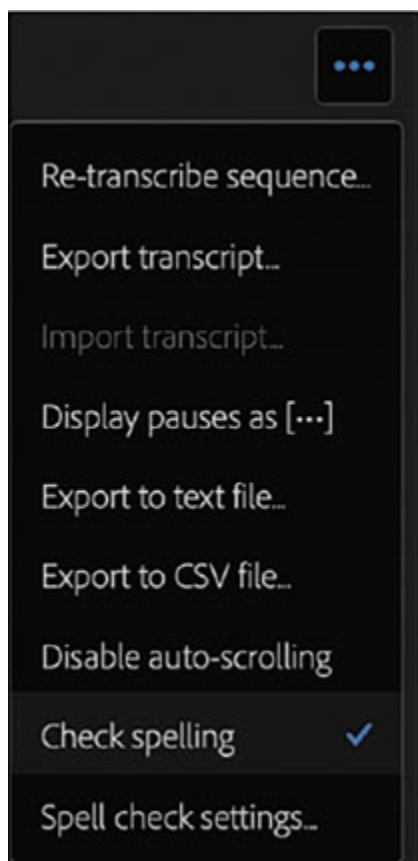 Re-transcribe sequence...
Export transcript...
Import transcript...
Display pauses as [...]
Export to text file...
Export to CSV file...
Disable auto-scrolling
Check spelling
Spell check settings...